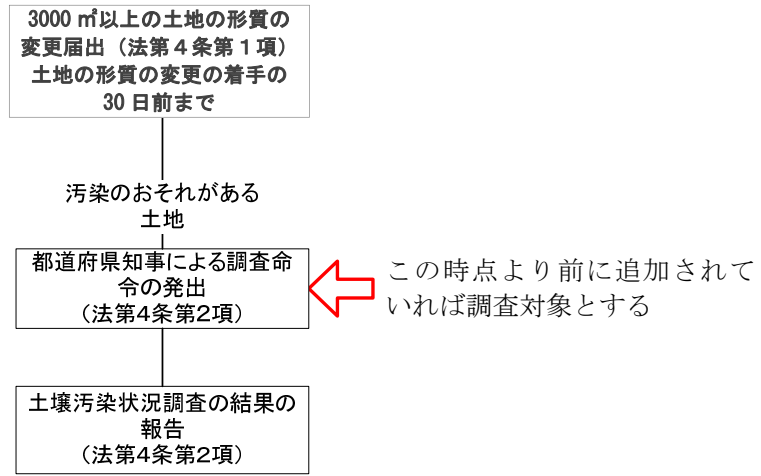 3000 ㎡以上の土地の形質の
変更届出（法第４条第１項）
土地の形質の変更の着手の
30 日前まで
汚染のおそれがある
土地
都道府県知事による調査命
令の発出
（法第4条第2項）
この時点より前に追加されて
いれば調査対象とする
土壌汚染状況調査の結果の
報告
（法第4条第2項）